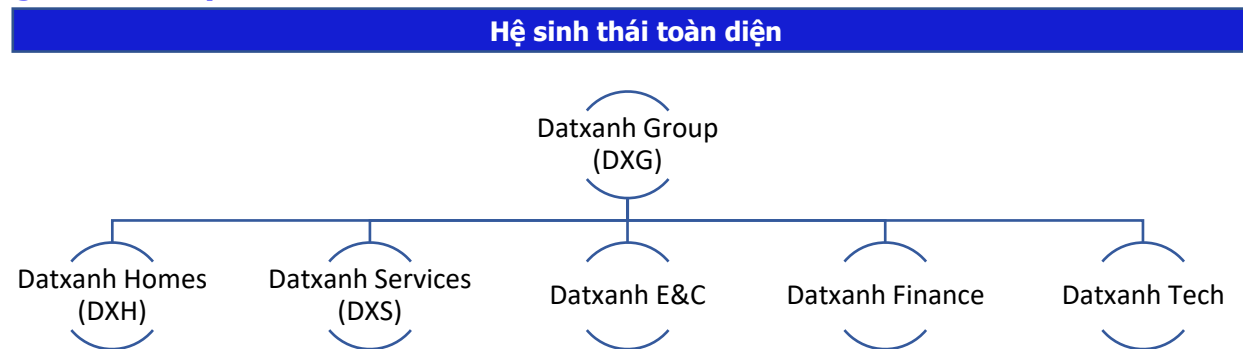 Hệ sinh thái toàn diện
Datxanh Group
(DXG)
Datxanh Homes
(DXH)
Datxanh Services
(DXS)
Datxanh E&C
Datxanh Finance
Datxanh Tech